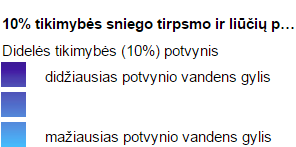 10% tikimybės sniego tirpsmo ir liūčių p…
Didelės tikimybės (10%) potvynis
didžiausias potvynio vandens gylis
mažiausias potvynio vandens gylis